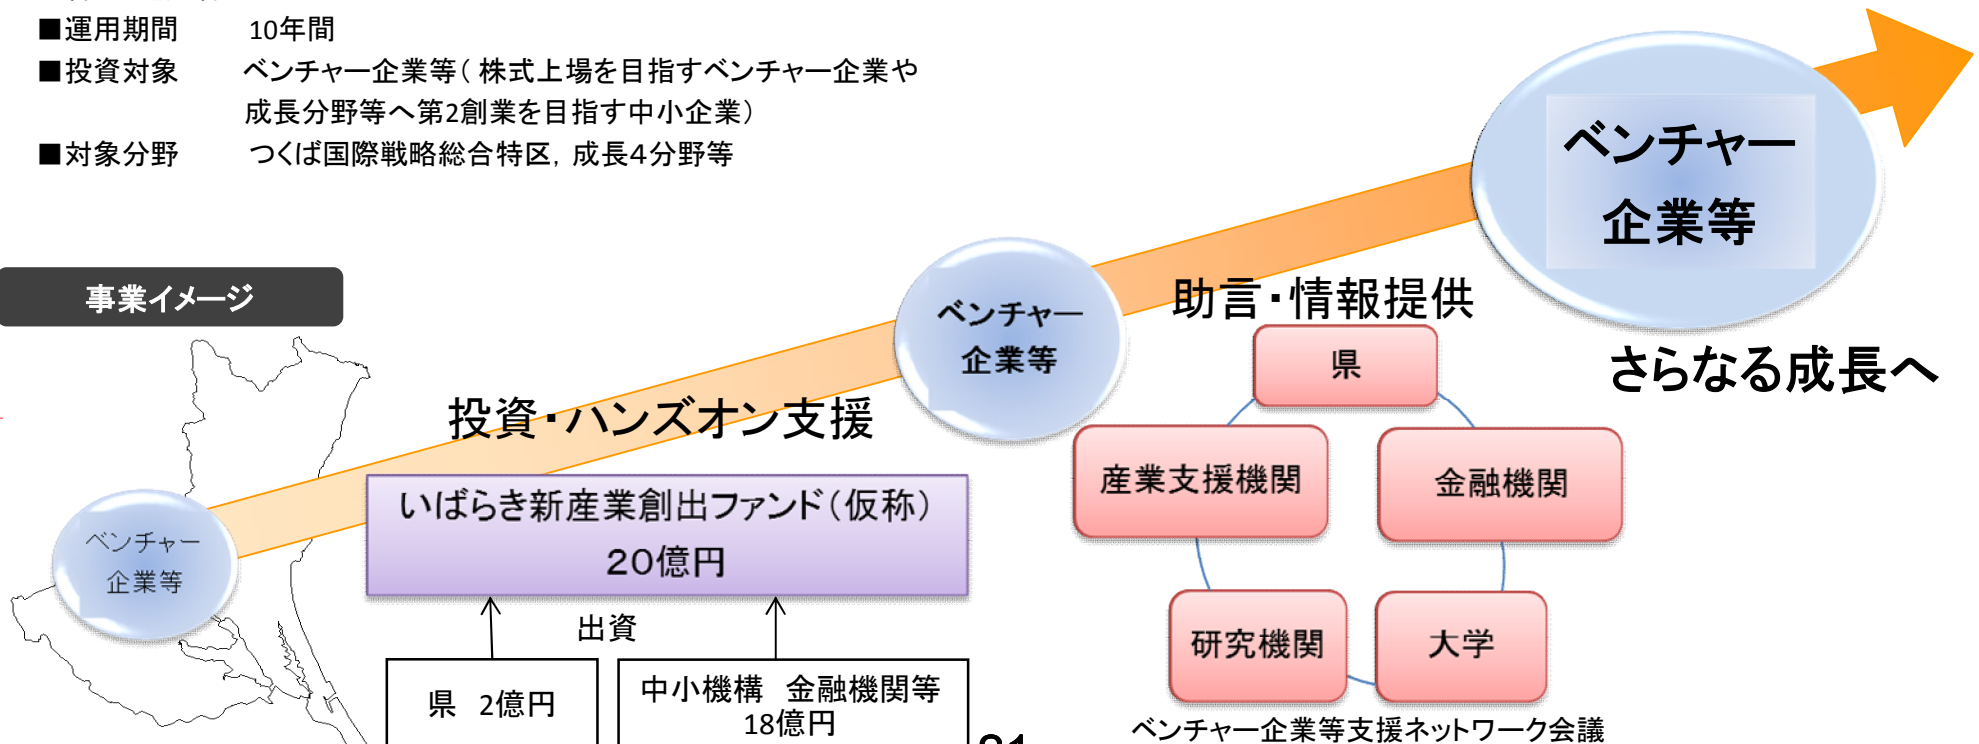 ■運用期間 10年間
■投資対象 ベンチャー企業等（株式上場を目指すベンチャー企業や
成長分野等へ第2創業を目指す中小企業）
■対象分野 つくば国際戦略総合特区，成長４分野等
ベンチャー
企業等
事業イメージ
ベンチャー
企業等
助言・情報提供
県
さらなる成長へ
投資・ハンズオン支援
産業支援機関
金融機関
いばらき新産業創出ファンド（仮称）
２０億円
ベンチャー
企業等
出資
研究機関
大学
県 2億円
中小機構 金融機関等
18億円
ベンチャー企業等支援ネットワーク会議